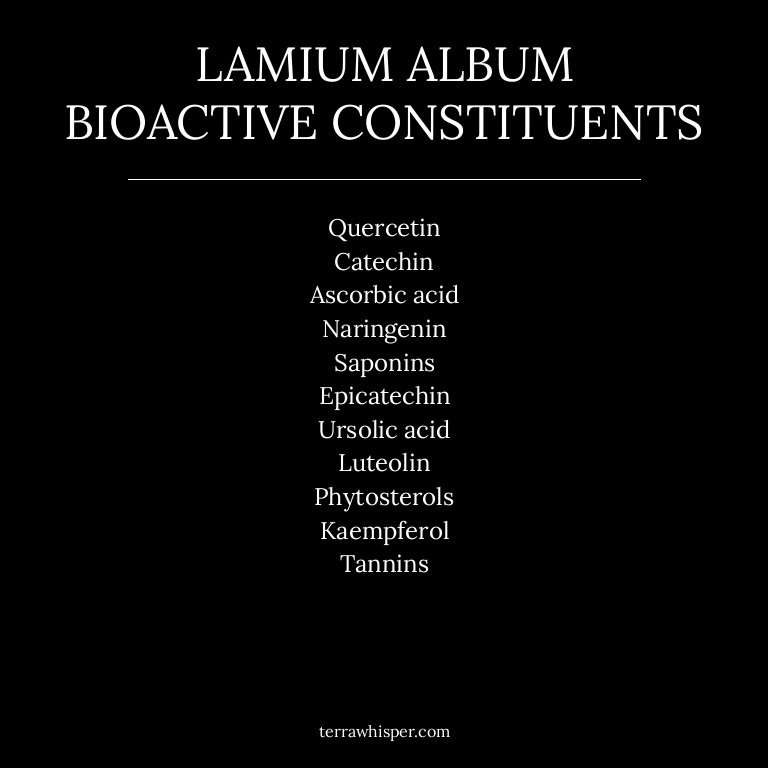 LAMIUM ALBUM
BIOACTIVE CONSTITUENTS
Quercetin
Catechin
Ascorbic acid
Naringenin
Saponins
Epicatechin
Ursolic acid
Luteolin
Phytosterols
Kaempferol
Tannins
terrawhisper.com